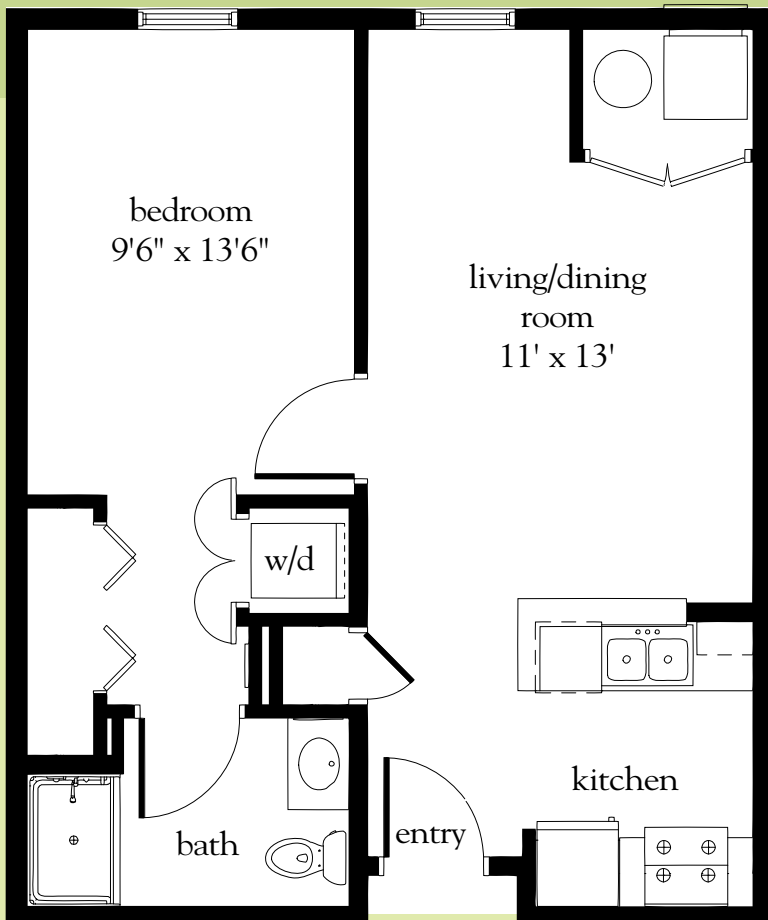 bedroom
9'6" x 13'6"
living/dining
room
11' x 13'
w/d
kitchen
entry
bath